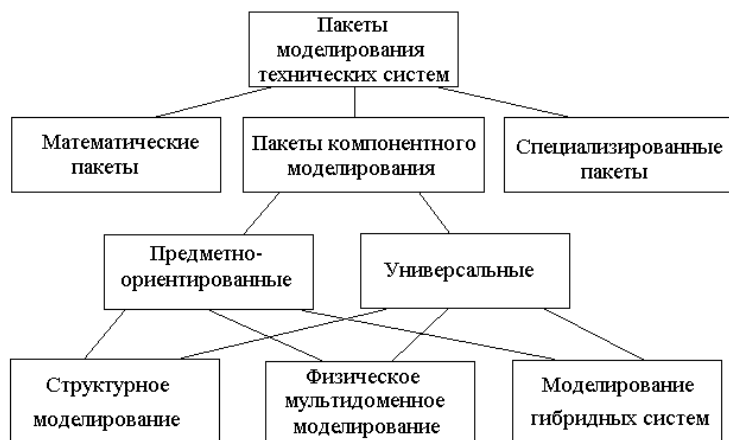 Пакеты
моделирования
технических систем
Математические
пакеты
Пакеты компонентного
моделирования
Специализированные
пакеты
Предметно-
ориентированные
Универсальные
Структурное
моделирование
Физическое
мультидоменное
моделирование
Моделирование
гибридных систем